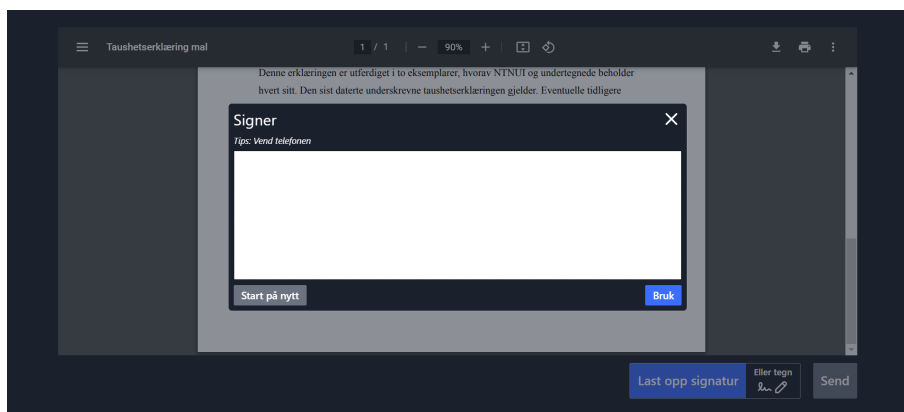 Taushetserklæring mal
1 / 1
90%
Denne erklæringen er utferdiget i to eksemplarer, hvorav NTNUI og undertegnede beholder
hvert sitt. Den sist daterte underskrevne taushetserklæringen gjelder. Eventuelle tidligere
Signer
Tips: Vend telefonen
Start på nytt
Bruk
Last opp signatur
Eller tegn
Send